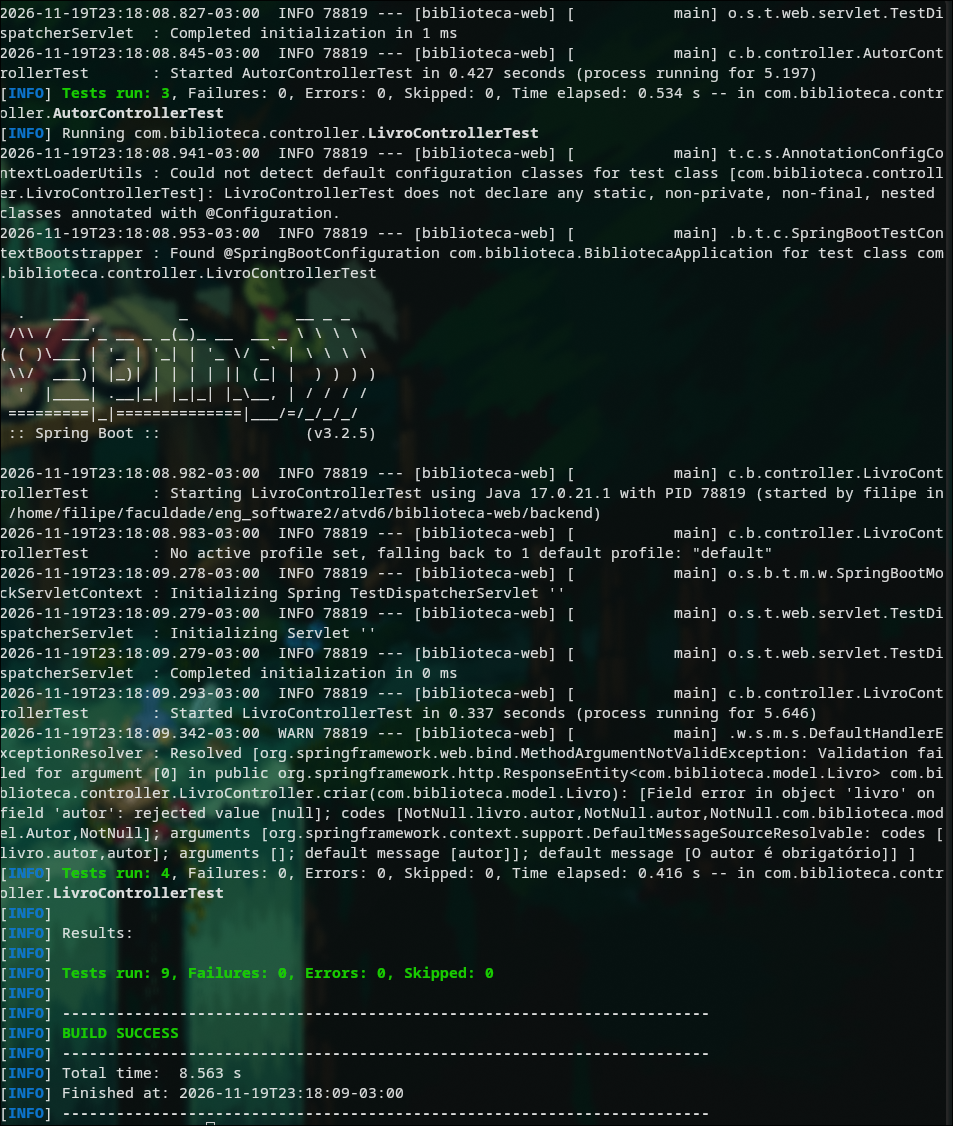 2026-11-19T23:18:08.827-03:00  INFO 78819 --- [biblioteca-web] [           main] o.s.t.web.servlet.TestDi
spatcherServlet  : Completed initialization in 1 ms
2026-11-19T23:18:08.845-03:00  INFO 78819 --- [biblioteca-web] [           main] c.b.controller.AutorCont
rollerTest       : Started AutorControllerTest in 0.427 seconds (process running for 5.197)
[INFO] Tests run: 3, Failures: 0, Errors: 0, Skipped: 0, Time elapsed: 0.534 s -- in com.biblioteca.contr
oller.AutorControllerTest
[INFO] Running com.biblioteca.controller.LivroControllerTest
2026-11-19T23:18:08.941-03:00  INFO 78819 --- [biblioteca-web] [           main] t.c.s.AnnotationConfigCo
ntextLoaderUtils : Could not detect default configuration classes for test class [com.biblioteca.controll
er.LivroControllerTest]: LivroControllerTest does not declare any static, non-private, non-final, nested
classes annotated with @Configuration.
2026-11-19T23:18:08.953-03:00  INFO 78819 --- [biblioteca-web] [           main] .b.t.c.SpringBootTestCon
textBootstrapper : Found @SpringBootConfiguration com.biblioteca.BibliotecaApplication for test class com
.biblioteca.controller.LivroControllerTest

  .   ____          _            __ _ _
 /\\ / ___'_ __ _ _(_)_ __  __ _ \ \ \ \
( ( )\___ | '_ | '_| | '_ \/ _` | \ \ \ \
 \\/  ___)| |_)| | | | | || (_| |  ) ) ) )
  '  |____| .__|_| |_|_| |_\__, | / / / /
 =========|_|==============|___/=/_/_/_/
 :: Spring Boot ::                (v3.2.5)

2026-11-19T23:18:08.982-03:00  INFO 78819 --- [biblioteca-web] [           main] c.b.controller.LivroCont
rollerTest       : Starting LivroControllerTest using Java 17.0.21.1 with PID 78819 (started by filipe in
 /home/filipe/faculdade/eng_software2/atvd6/biblioteca-web/backend)
2026-11-19T23:18:08.983-03:00  INFO 78819 --- [biblioteca-web] [           main] c.b.controller.LivroCont
rollerTest       : No active profile set, falling back to 1 default profile: "default"
2026-11-19T23:18:09.278-03:00  INFO 78819 --- [biblioteca-web] [           main] o.s.b.t.m.w.SpringBootMo
ckServletContext : Initializing Spring TestDispatcherServlet ''
2026-11-19T23:18:09.279-03:00  INFO 78819 --- [biblioteca-web] [           main] o.s.t.web.servlet.TestDi
spatcherServlet  : Initializing Servlet ''
2026-11-19T23:18:09.279-03:00  INFO 78819 --- [biblioteca-web] [           main] o.s.t.web.servlet.TestDi
spatcherServlet  : Completed initialization in 0 ms
2026-11-19T23:18:09.293-03:00  INFO 78819 --- [biblioteca-web] [           main] c.b.controller.LivroCont
rollerTest       : Started LivroControllerTest in 0.337 seconds (process running for 5.646)
2026-11-19T23:18:09.342-03:00  WARN 78819 --- [biblioteca-web] [           main] .w.s.m.s.DefaultHandlerE
xceptionResolver : Resolved [org.springframework.web.bind.MethodArgumentNotValidException: Validation fai
led for argument [0] in public org.springframework.http.ResponseEntity<com.biblioteca.model.Livro> com.bi
blioteca.controller.LivroController.criar(com.biblioteca.model.Livro): [Field error in object 'livro' on
field 'autor': rejected value [null]; codes [NotNull.livro.autor,NotNull.autor,NotNull.com.biblioteca.mod
el.Autor,NotNull]; arguments [org.springframework.context.support.DefaultMessageSourceResolvable: codes [
livro.autor,autor]; arguments []; default message [autor]]; default message [O autor é obrigatório]] ]
[INFO] Tests run: 4, Failures: 0, Errors: 0, Skipped: 0, Time elapsed: 0.416 s -- in com.biblioteca.contr
oller.LivroControllerTest
[INFO]
[INFO] Results:
[INFO]
[INFO] Tests run: 9, Failures: 0, Errors: 0, Skipped: 0
[INFO]
[INFO] ------------------------------------------------------------------------
[INFO] BUILD SUCCESS
[INFO] ------------------------------------------------------------------------
[INFO] Total time:  8.563 s
[INFO] Finished at: 2026-11-19T23:18:09-03:00
[INFO] ------------------------------------------------------------------------